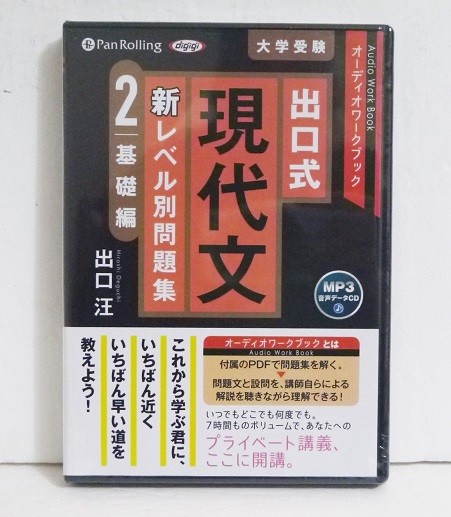 PanRolling
digigi
大学受験
Audio Work Book
オーディオワークブック
出口式
現代文
新レベル別問題集
2 基礎編
Hiroshi Deguchi
出口 汪
MP3
音声データCD
これから学ぶ君に、
いちばん近く
いちばん早い道を
教えよう!
オーディオワークブックとは
Audio Work Book
付属のPDFで問題集を解く。
問題文と設問を、講師自らによる
解説を聴きながら理解できる!
いつでもどこでも何度でも。
7時間ものボリュームで、あなたへの
プライベート講義、
ここに開講。